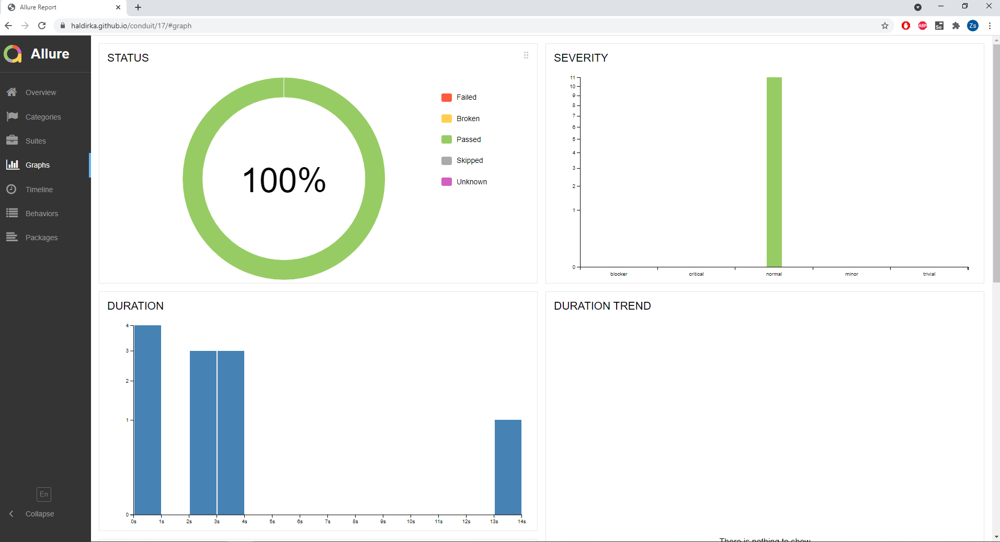 Allure Report
haldirka.github.io/conduit/17/#graph
ABP
Se
Zs
Allure
Overview
Categories
Suites
Graphs
Timeline
Behaviors
Packages
En
Collapse
STATUS
100%
Failed
Broken
Passed
Skipped
Unknown
SEVERITY
11
10
9
8
7
6
5
4
3
2
1
0
blocker critical normal minor trivial
DURATION
4
3
2
1
0
0s 1s 2s 3s 4s 5s 6s 7s 8s 9s 10s 11s 12s 13s 14s
DURATION TREND
There is nothing to show